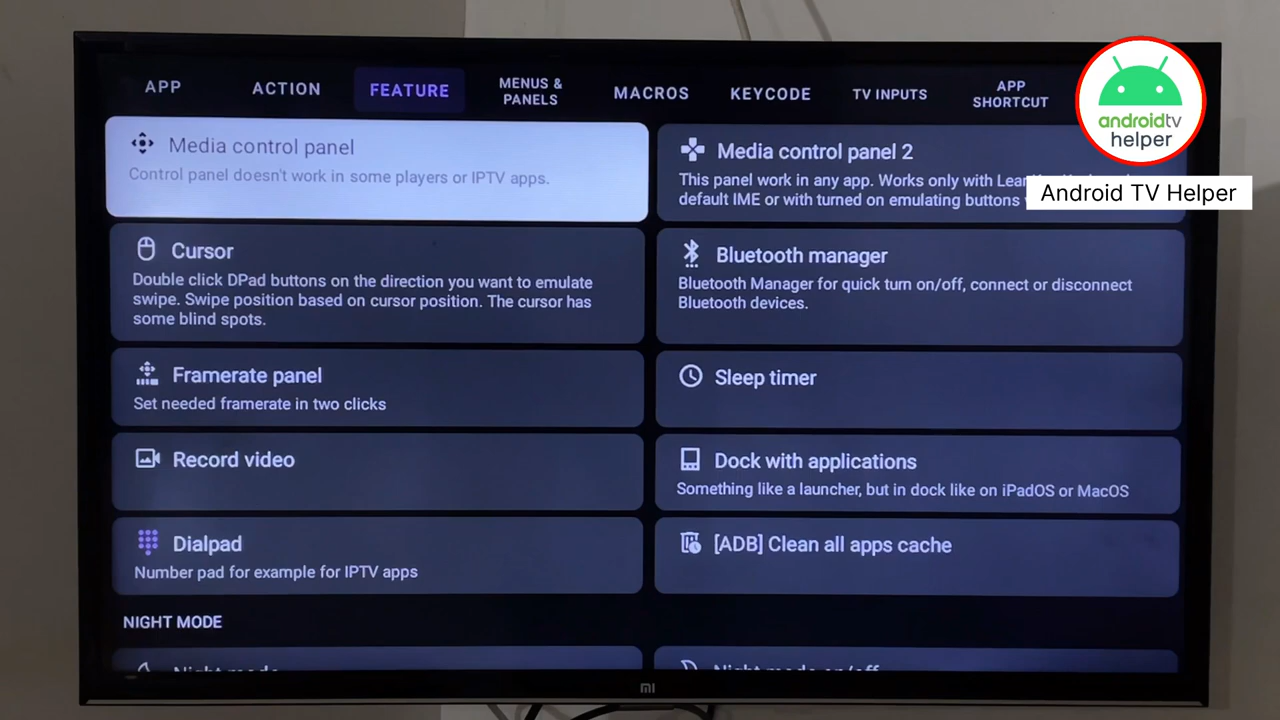 APP
ACTION
FEATURE
MENUS &
PANELS
MACROS
KEYCODE
TV INPUTS
APP
SHORTCUT
androidtv
helper
Android TV Helper
Media control panel
Control panel doesn't work in some players or IPTV apps.
Media control panel 2
This panel work in any app. Works only with
default IME or with turned on emulating buttons
Cursor
Double click DPad buttons on the direction you want to emulate
swipe. Swipe position based on cursor position. The cursor has
some blind spots.
Bluetooth manager
Bluetooth Manager for quick turn on/off, connect or disconnect
Bluetooth devices.
Framerate panel
Set needed framerate in two clicks
Sleep timer
Record video
Dock with applications
Something like a launcher, but in dock like on iPadOS or MacOS
Dialpad
Number pad for example for IPTV apps
[ADB] Clean all apps cache
NIGHT MODE
Night mode
Night mode on/off
mi